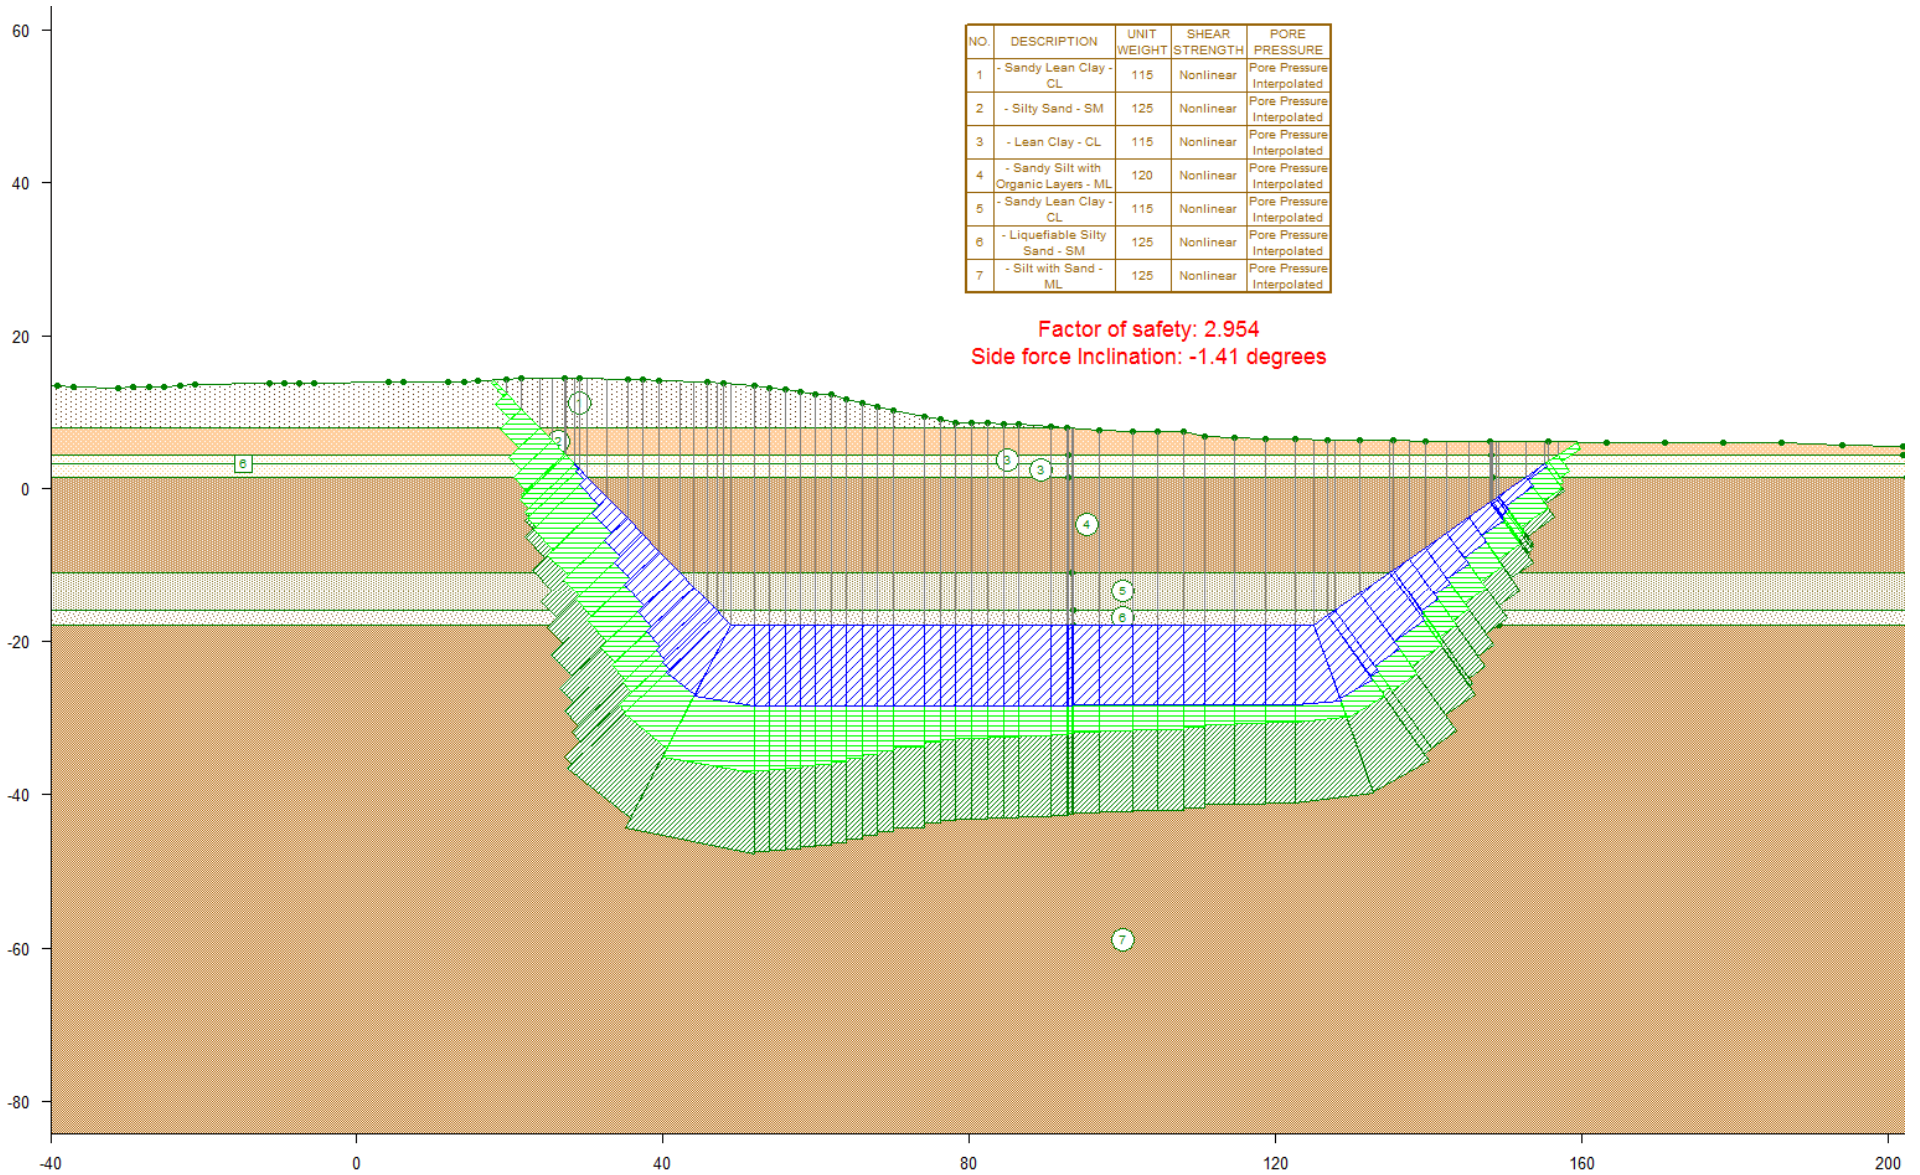 60
40
20
0
-20
-40
-60
-80
-40 0 40 80 120 160 200
NO. DESCRIPTION UNIT WEIGHT SHEAR STRENGTH PORE PRESSURE
1 - Sandy Lean Clay - CL 115 Nonlinear Pore Pressure Interpolated
2 - Silty Sand - SM 125 Nonlinear Pore Pressure Interpolated
3 - Lean Clay - CL 115 Nonlinear Pore Pressure Interpolated
4 - Sandy Silt with Organic Layers - ML 120 Nonlinear Pore Pressure Interpolated
5 - Sandy Lean Clay - CL 115 Nonlinear Pore Pressure Interpolated
6 - Liquefiable Silty Sand - SM 125 Nonlinear Pore Pressure Interpolated
7 - Silt with Sand - ML 125 Nonlinear Pore Pressure Interpolated
Factor of safety: 2.954
Side force Inclination: -1.41 degrees
1
2
6
3
3
4
5
6
7